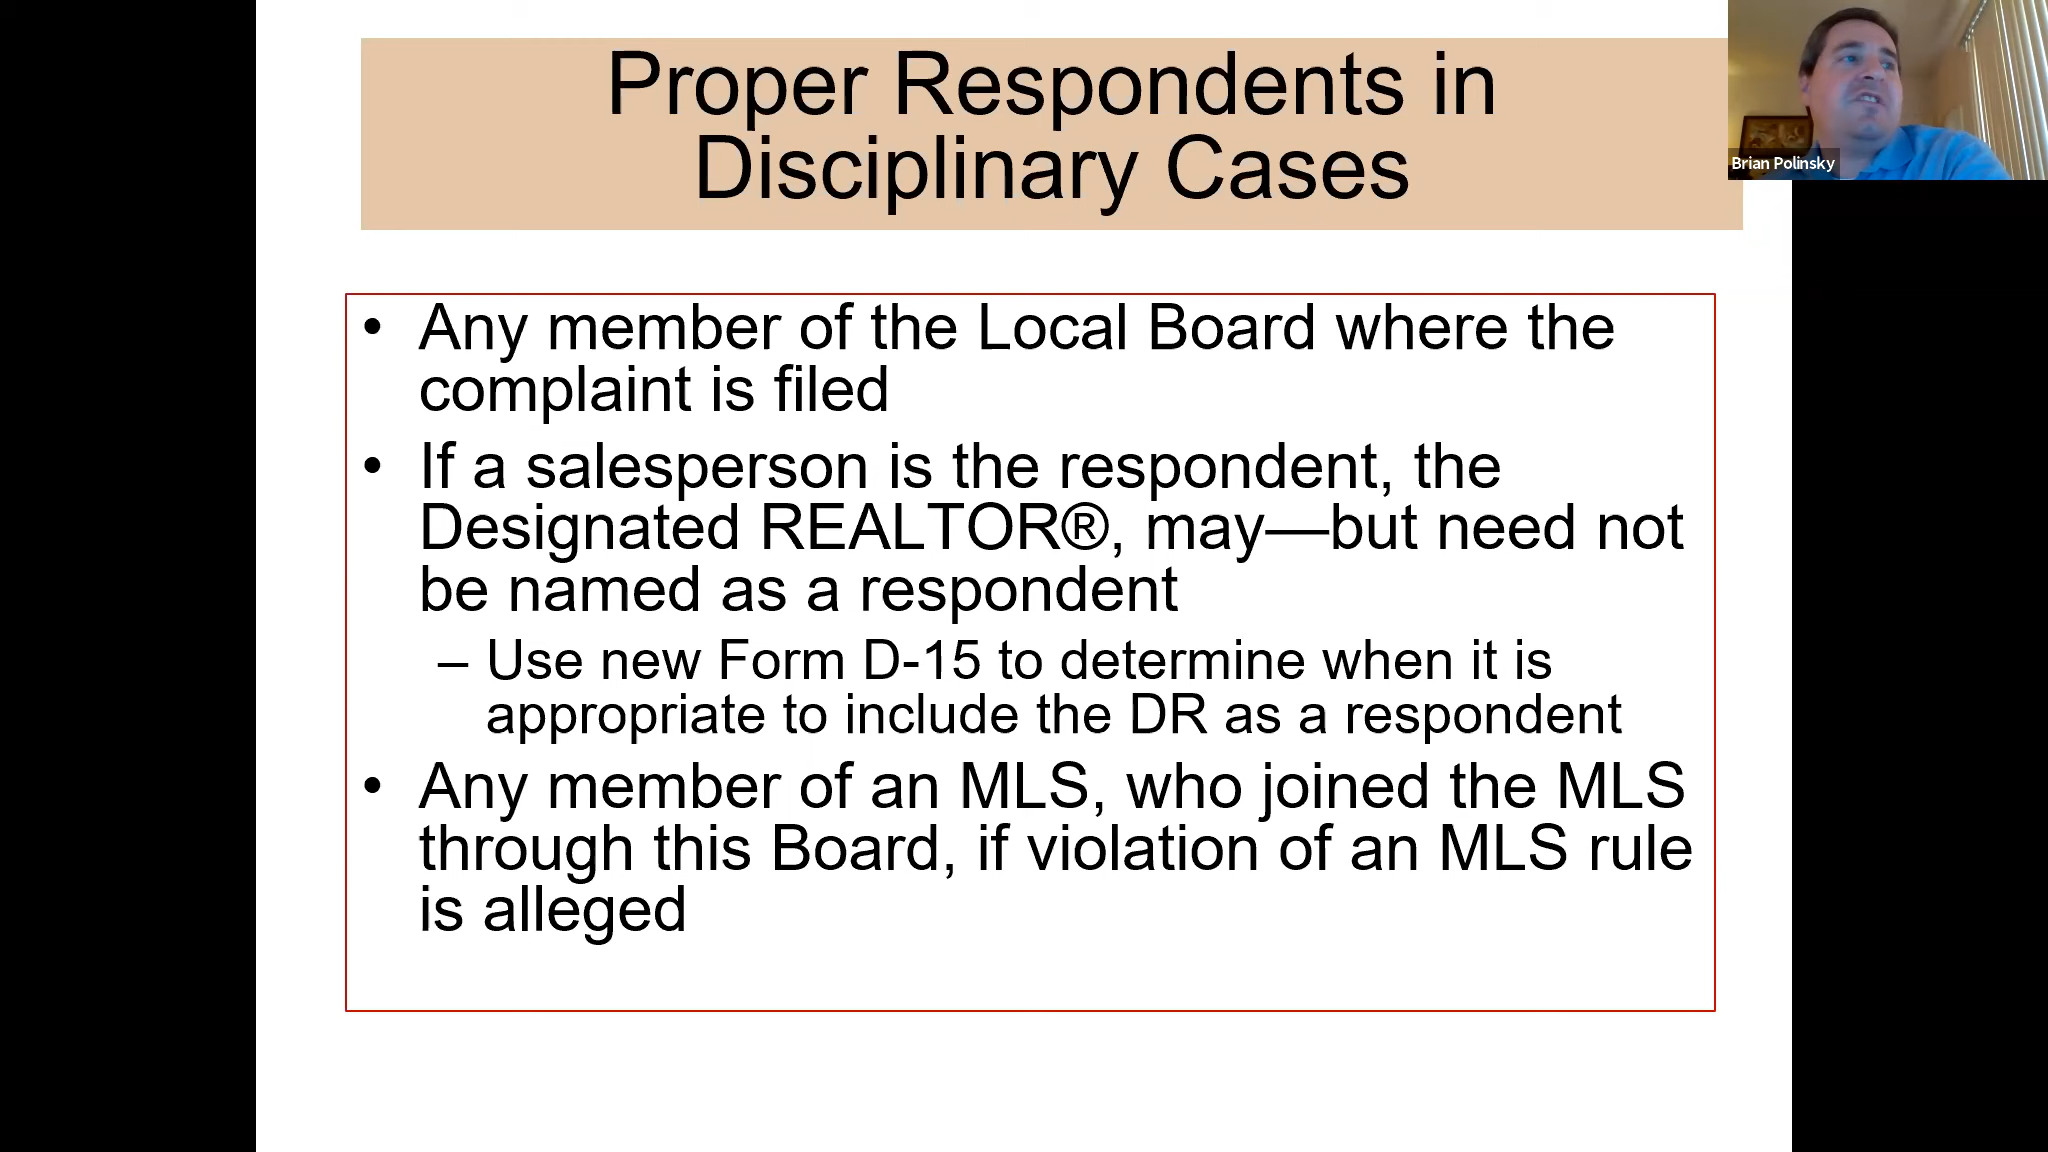 Proper Respondents in
Disciplinary Cases
Brian Polinsky
• Any member of the Local Board where the
complaint is filed
• If a salesperson is the respondent, the
Designated REALTOR®, may—but need not
be named as a respondent
– Use new Form D-15 to determine when it is
appropriate to include the DR as a respondent
• Any member of an MLS, who joined the MLS
through this Board, if violation of an MLS rule
is alleged